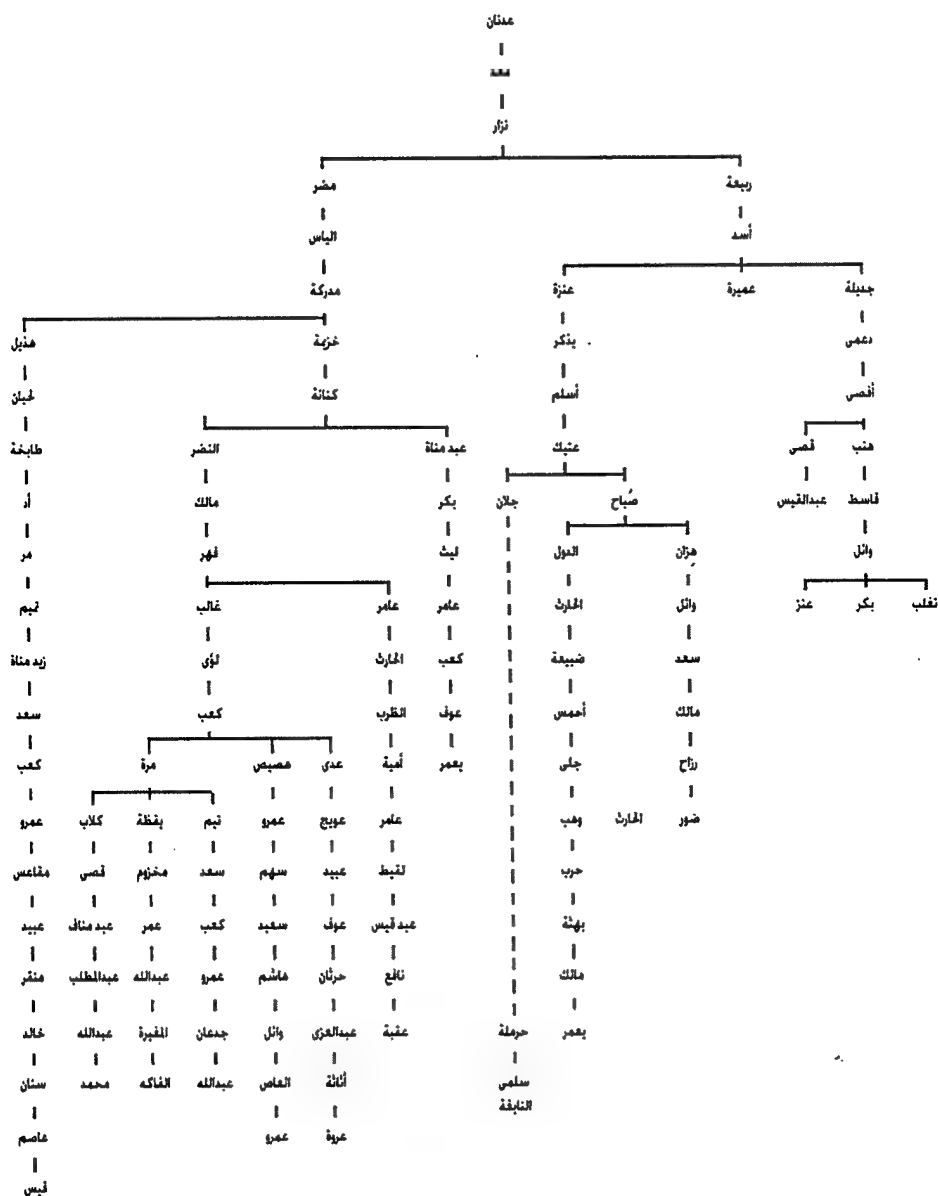 عدنان
معد
نزار
ربيعة مضر
أسد الياس
جديلة عميرة عنزة مدركة
دعمى يذكر خزيمة هذيل
أفصى أسلم كنانة لحيان
هنب قصى عتيك عبد مناة النضر طابخة
قاسط عبدالقيس صُباح جلان بكر مالك أد
وائل هزان الدول ليث فهر مر
تغلب بكر عنز وائل الحارث عامر عامر غالب تميم
سعد ضبيعة كعب الحارث لؤى زيد مناة
مالك أحمس عوف الظرب كعب سعد
رزاح جلى يعمر أمية عدى هصيص مرة كعب
ضور الحارث وهب عامر عويج عمرو تيم يقظة كلاب عمرو
حرب لقيط عبيد سهم سعد مخزوم قصى مقاعس
بهثة عبد قيس عوف سعيد كعب عمر عبد مناف عبيد
مالك نافع حرثان هاشم عمرو عبدالله عبدالمطلب منقر
يعمر حرملة عقبة عبدالعزى وائل جدعان المغيرة عبدالله خالد
سلمى أثاثة العاص عبدالله الفاكه محمد سنان
النابغة
عروة عمرو عاصم
قيس